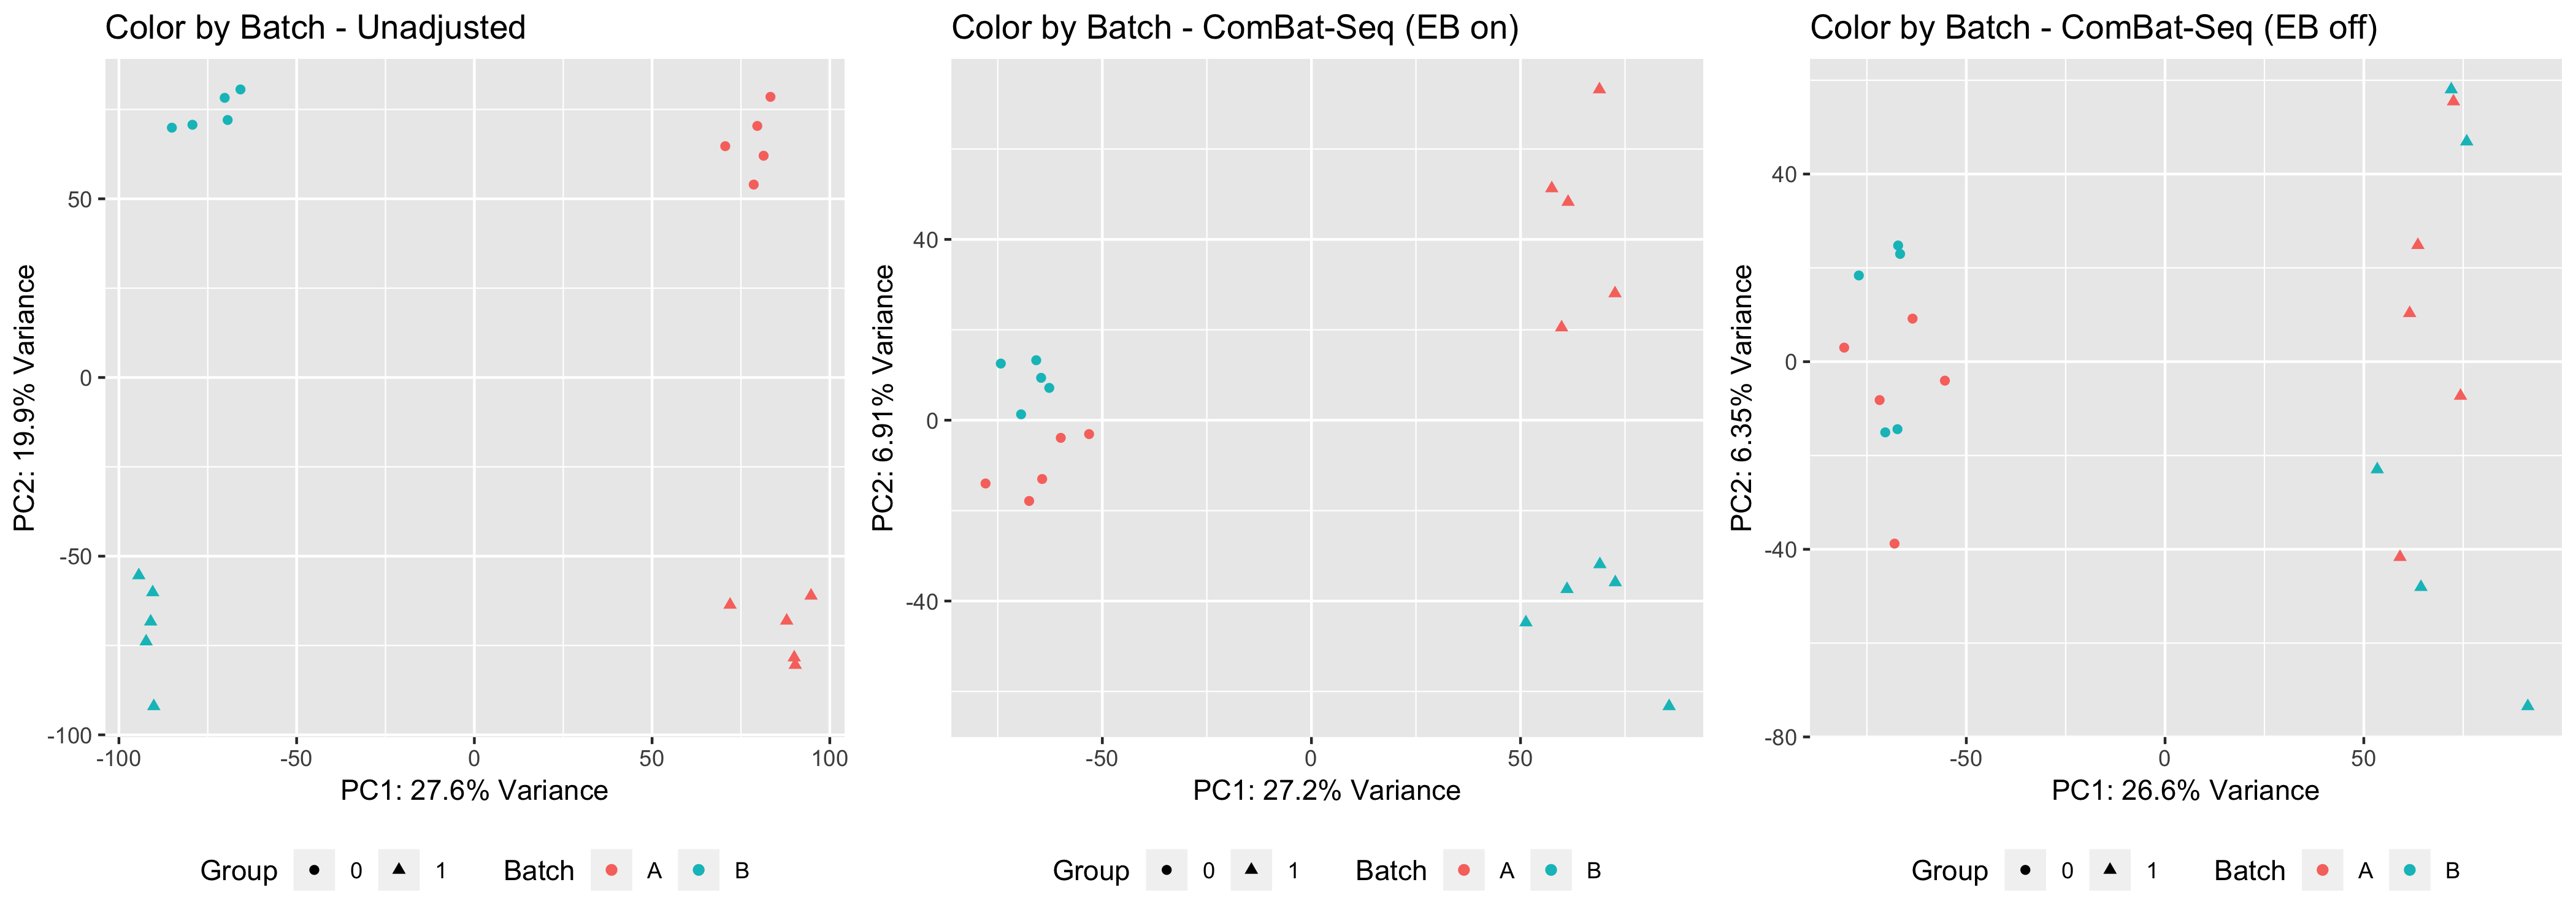 Color by Batch - Unadjusted
50
0
-50
-100
PC2: 19.9% Variance
-100 -50 0 50 100
PC1: 27.6% Variance
Group 0 1 Batch A B
Color by Batch - ComBat-Seq (EB on)
40
0
-40
PC2: 6.91% Variance
-50 0 50
PC1: 27.2% Variance
Group 0 1 Batch A B
Color by Batch - ComBat-Seq (EB off)
40
0
-40
-80
PC2: 6.35% Variance
-50 0 50
PC1: 26.6% Variance
Group 0 1 Batch A B